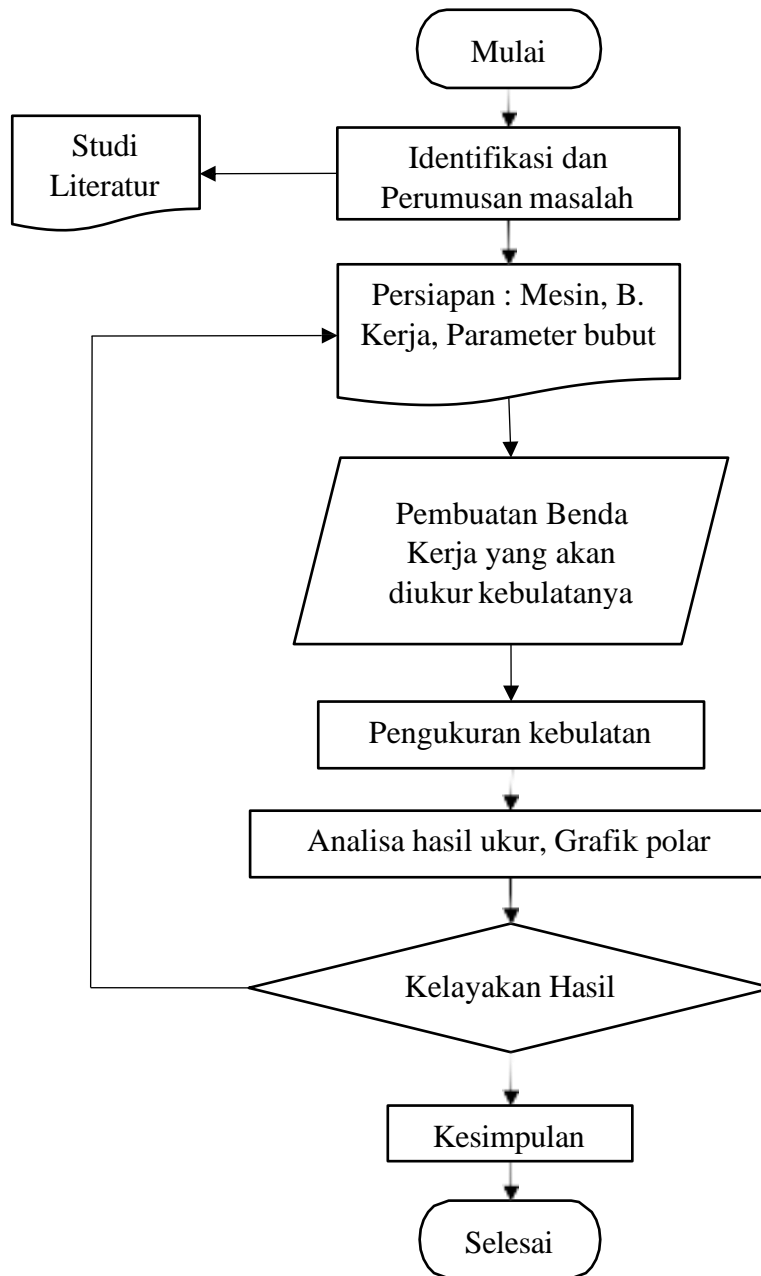 Mulai
Studi
Literatur
Identifikasi dan
Perumusan masalah
Persiapan : Mesin, B.
Kerja, Parameter bubut
Pembuatan Benda
Kerja yang akan
diukur kebulatanya
Pengukuran kebulatan
Analisa hasil ukur, Grafik polar
Kelayakan Hasil
Kesimpulan
Selesai